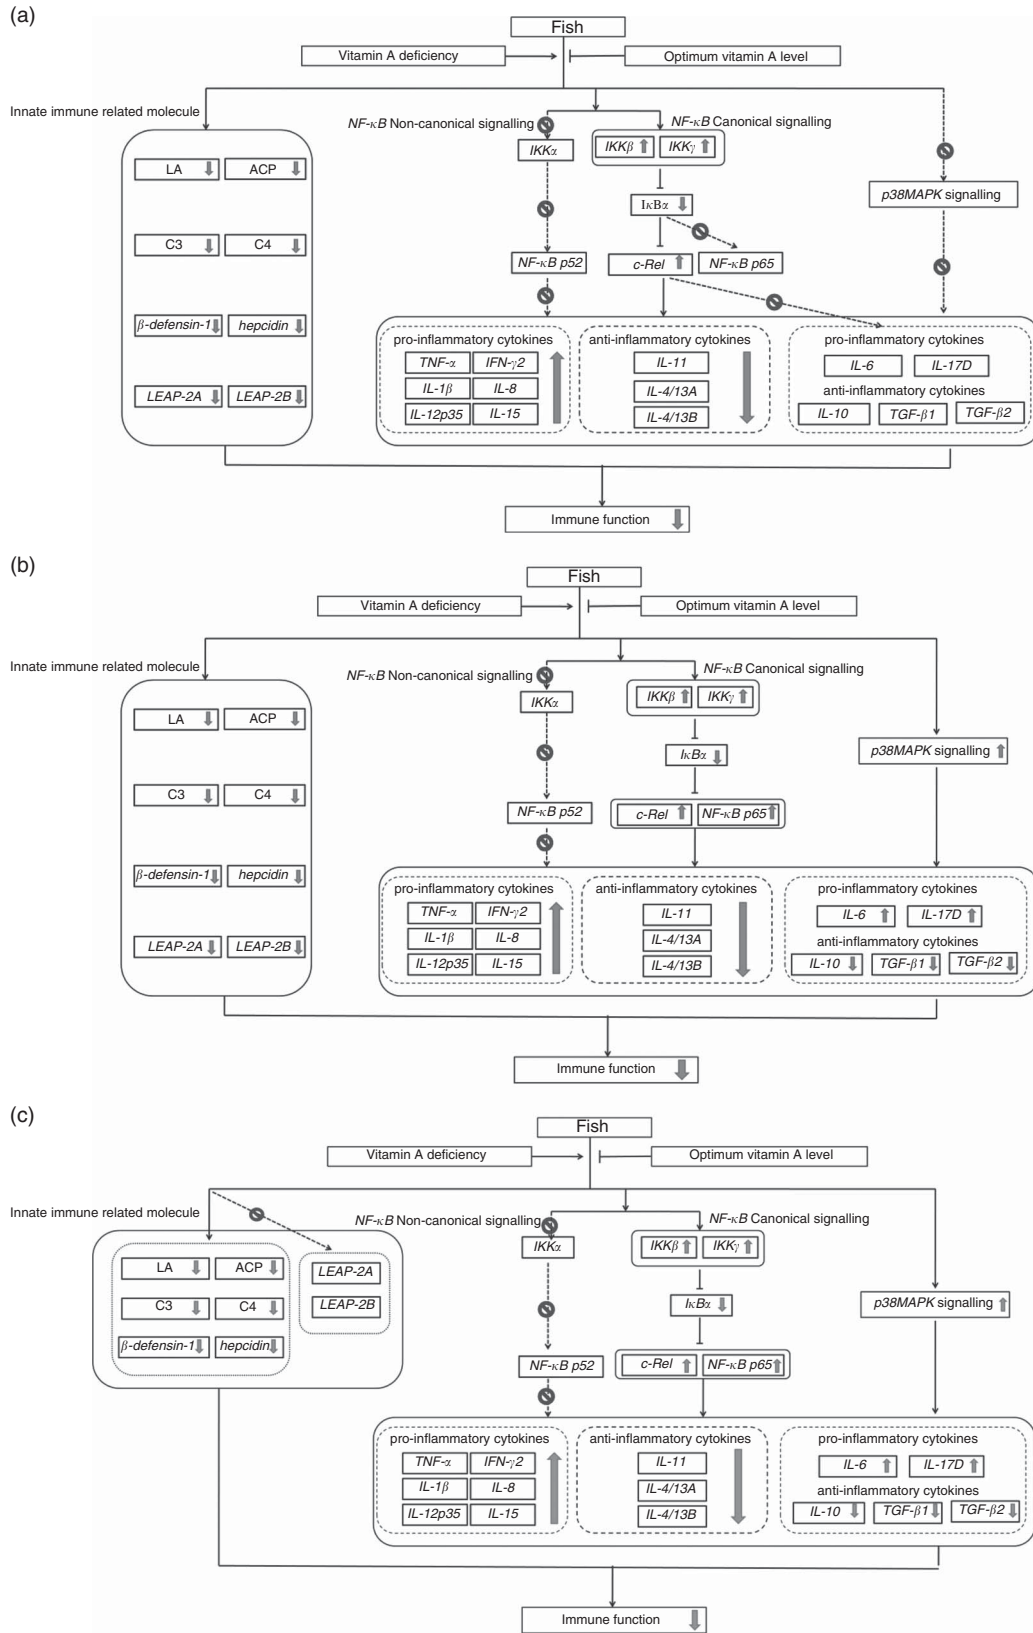 (a)
Fish
Vitamin A deficiency
Optimum vitamin A level
Innate immune related molecule
NF-κB Non-canonical signalling
NF-κB Canonical signalling
LA
ACP
IKKα
IKKβ
IKKγ
p38MAPK signalling
IκBα
C3
C4
NF-κB p52
c-Rel
NF-κB p65
β-defensin-1
hepcidin
pro-inflammatory cytokines
anti-inflammatory cytokines
pro-inflammatory cytokines
TNF-α
IFN-γ2
IL-11
IL-6
IL-17D
IL-1β
IL-8
IL-4/13A
anti-inflammatory cytokines
LEAP-2A
LEAP-2B
IL-12p35
IL-15
IL-4/13B
IL-10
TGF-β1
TGF-β2
Immune function
(b)
Fish
Vitamin A deficiency
Optimum vitamin A level
Innate immune related molecule
NF-κB Non-canonical signalling
NF-κB Canonical signalling
LA
ACP
IKKα
IKKβ
IKKγ
IκBα
p38MAPK signalling
C3
C4
NF-κB p52
c-Rel
NF-κB p65
β-defensin-1
hepcidin
pro-inflammatory cytokines
anti-inflammatory cytokines
pro-inflammatory cytokines
TNF-α
IFN-γ2
IL-11
IL-6
IL-17D
IL-1β
IL-8
IL-4/13A
anti-inflammatory cytokines
LEAP-2A
LEAP-2B
IL-12p35
IL-15
IL-4/13B
IL-10
TGF-β1
TGF-β2
Immune function
(c)
Fish
Vitamin A deficiency
Optimum vitamin A level
Innate immune related molecule
NF-κB Non-canonical signalling
NF-κB Canonical signalling
LA
ACP
LEAP-2A
IKKα
IKKβ
IKKγ
C3
C4
LEAP-2B
IκBα
p38MAPK signalling
β-defensin-1
hepcidin
NF-κB p52
c-Rel
NF-κB p65
pro-inflammatory cytokines
anti-inflammatory cytokines
pro-inflammatory cytokines
TNF-α
IFN-γ2
IL-11
IL-6
IL-17D
IL-1β
IL-8
IL-4/13A
anti-inflammatory cytokines
IL-12p35
IL-15
IL-4/13B
IL-10
TGF-β1
TGF-β2
Immune function